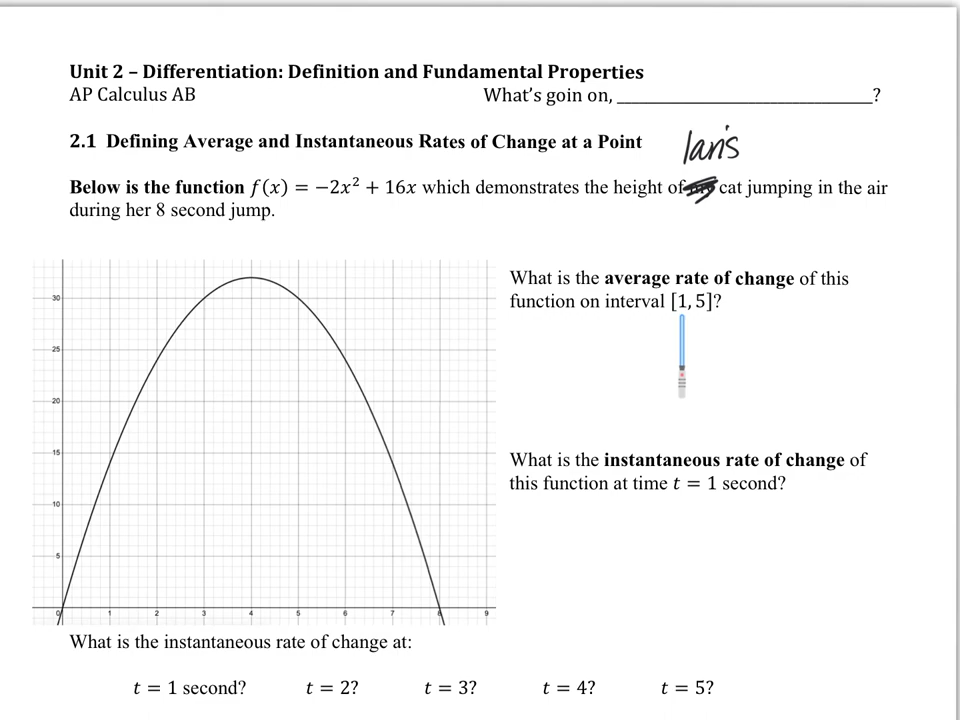 Unit 2 – Differentiation: Definition and Fundamental Properties
AP Calculus AB What's goin on, ______________________________?
2.1 Defining Average and Instantaneous Rates of Change at a Point
Below is the function f(x) = −2x² + 16x which demonstrates the height of cat jumping in the air
during her 8 second jump.
What is the average rate of change of this
function on interval [1, 5]?
What is the instantaneous rate of change of
this function at time t = 1 second?
30
25
20
15
10
5
0 1 2 3 4 5 6 7 8 9
What is the instantaneous rate of change at:
t = 1 second? t = 2? t = 3? t = 4? t = 5?